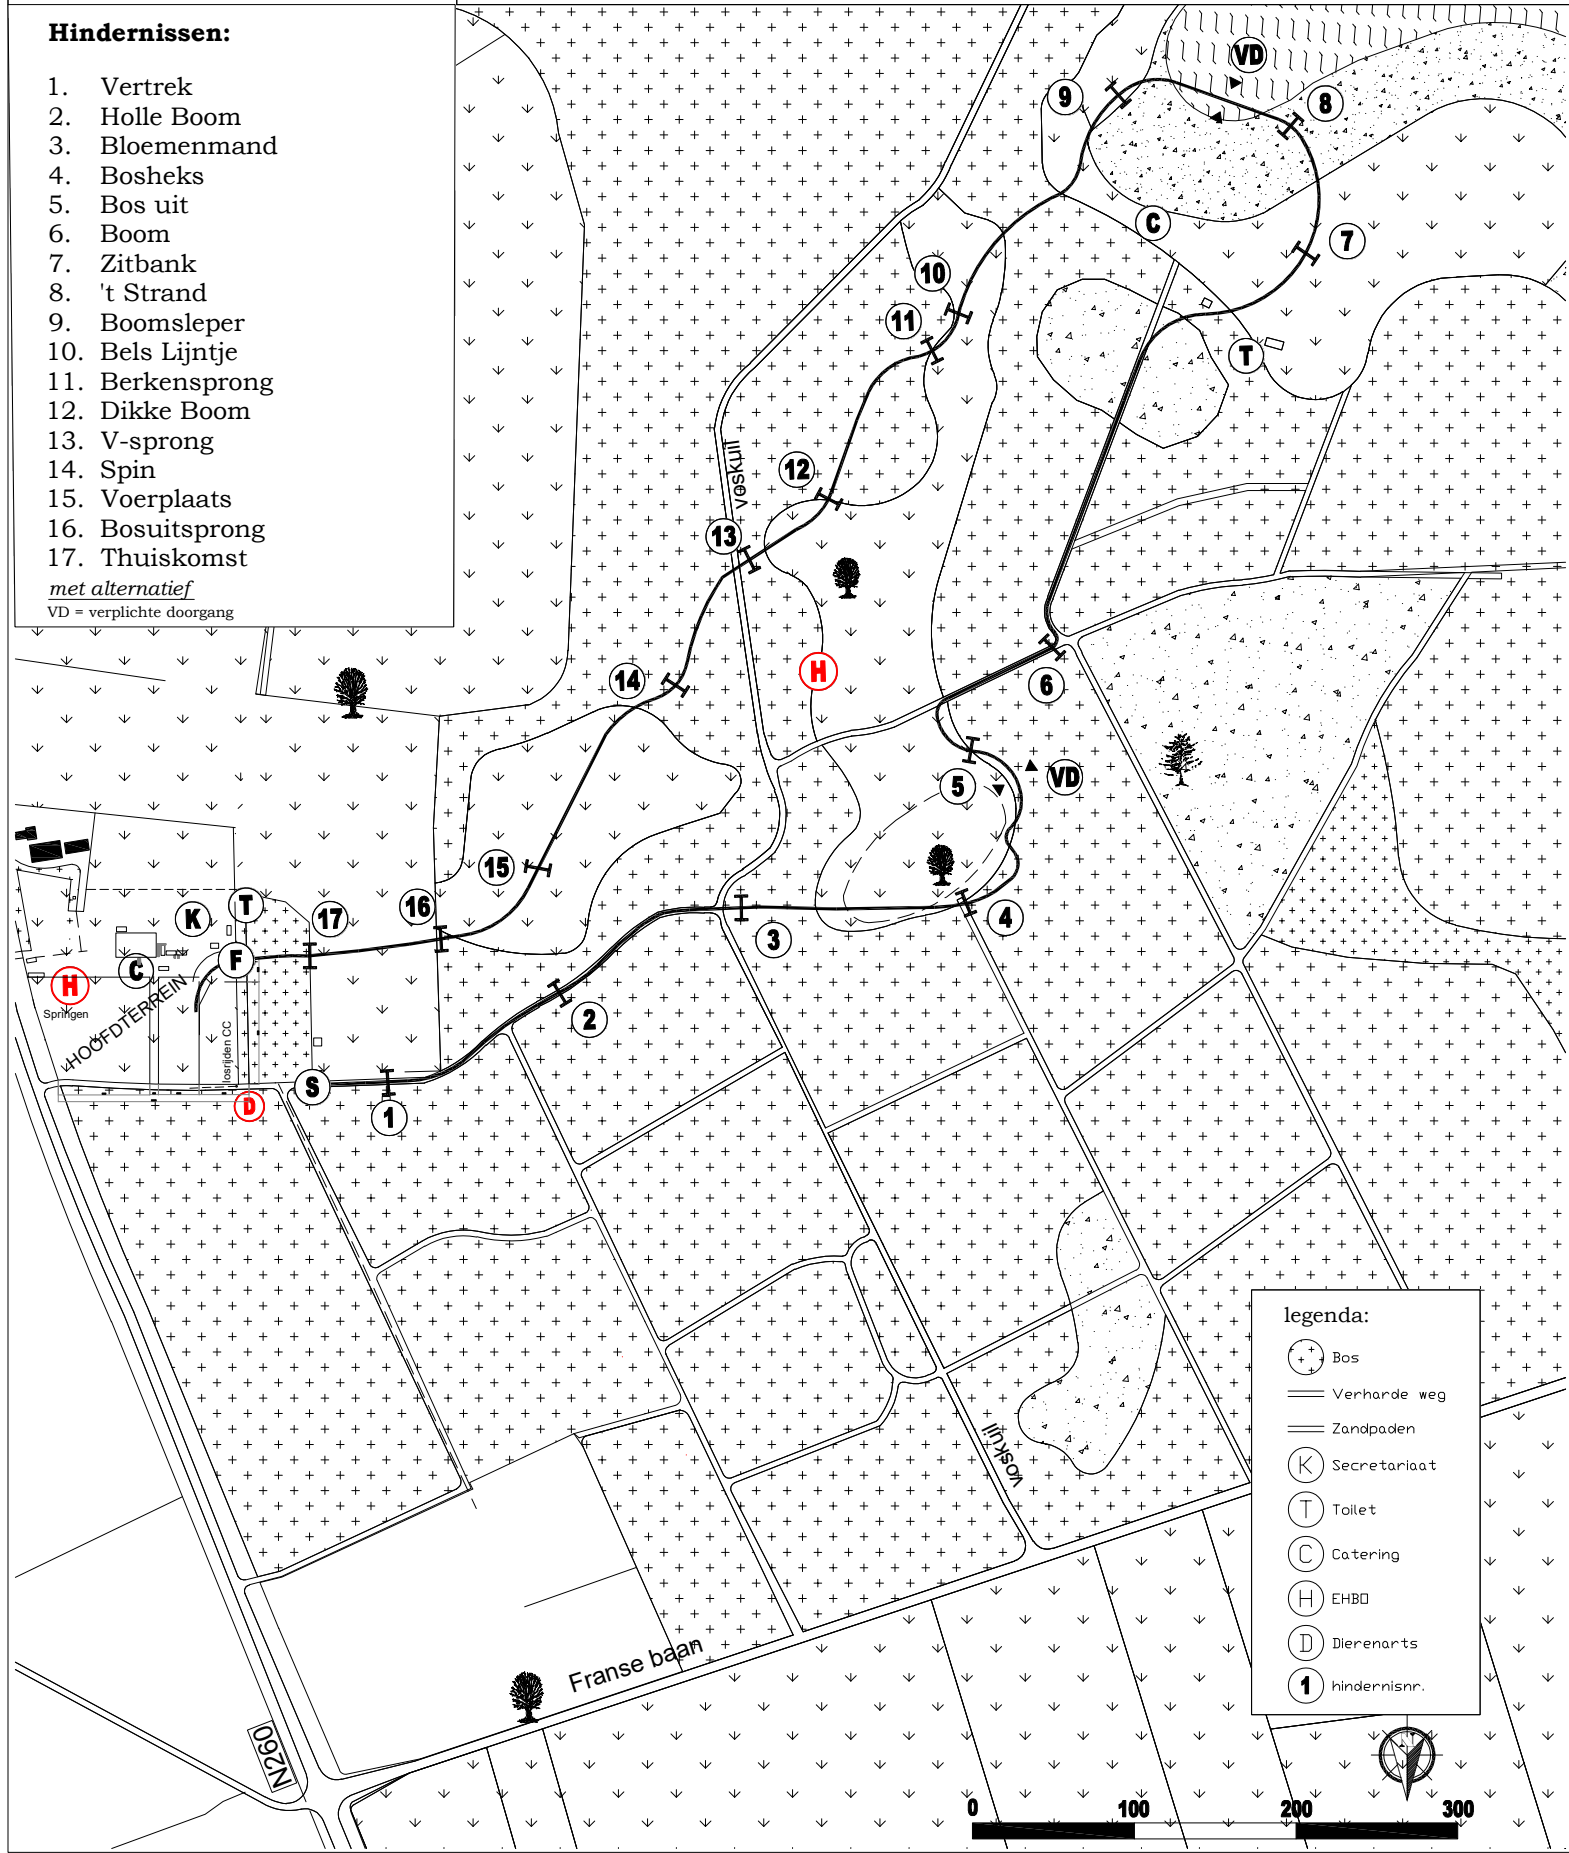 Hindernissen:
1. Vertrek
2. Holle Boom
3. Bloemenmand
4. Bosheks
5. Bos uit
6. Boom
7. Zitbank
8. 't Strand
9. Boomsleper
10. Bels Lijntje
11. Berkensprong
12. Dikke Boom
13. V-sprong
14. Spin
15. Voerplaats
16. Bosuitsprong
17. Thuiskomst
met alternatief
VD = verplichte doorgang
VD
9
8
C
7
10
11
T
voskuil
12
13
H
14
6
5
VD
15
4
K
T
17
16
3
F
C
H
Springen
HOOFDTERREIN
losrijden CC
2
S
D
1
voskuil
Franse baan
N260
legenda:
Bos
Verharde weg
Zandpaden
K Secretariaat
T Toilet
C Catering
H EHBO
D Dierenarts
1 hindernisnr.
0 100 200 300